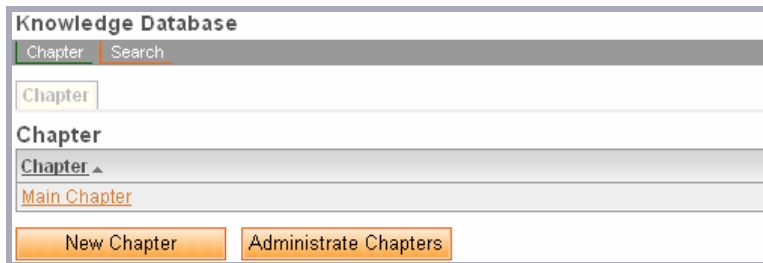 Knowledge Database
Chapter Search
Chapter
Chapter
Chapter
Main Chapter
New Chapter Administrate Chapters